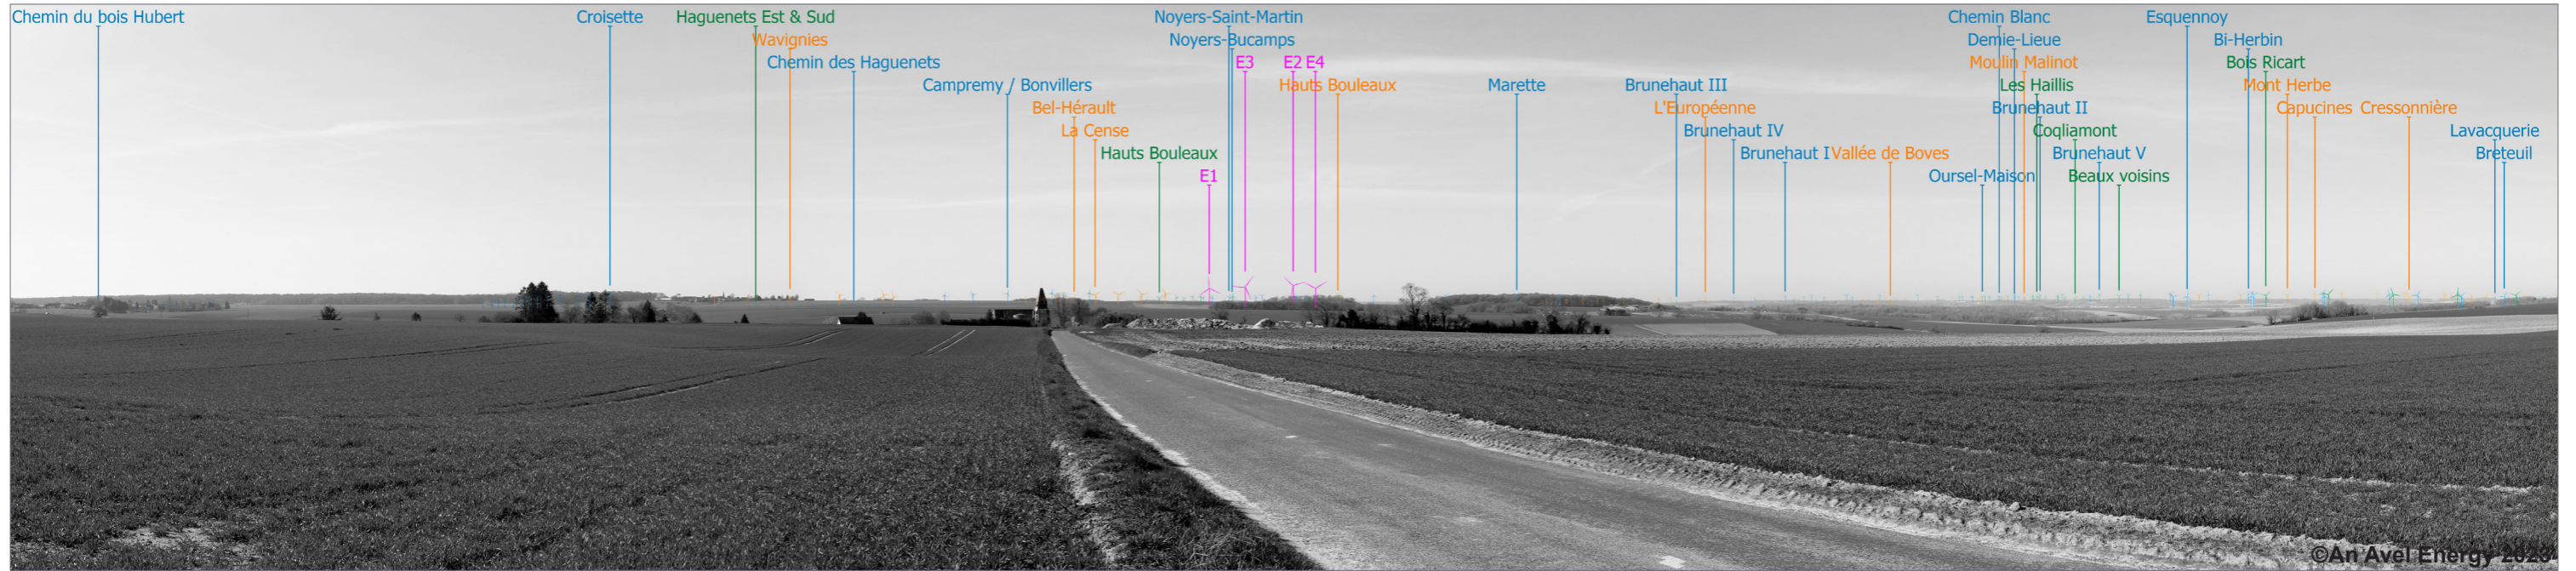 Chemin du bois Hubert
Croisette
Haguenets Est & Sud
Noyers-Saint-Martin
Chemin Blanc
Esquennoy
Wavignies
Noyers-Bucamps
Demie-Lieue
Bi-Herbin
Chemin des Haguenets
E3
E2
E4
Moulin Malinot
Bois Ricart
Campremy / Bonvillers
Hauts Bouleaux
Marette
Brunehaut III
Les Haillis
Mont Herbe
Bel-Hérault
L'Européenne
Brunehaut II
Capucines
Cressonnière
La Cense
Brunehaut IV
Coqliamont
Lavacquerie
Hauts Bouleaux
Brunehaut I
Vallée de Boves
Brunehaut V
Breteuil
E1
Oursel-Maison
Beaux voisins
©An Avel Energy 2023